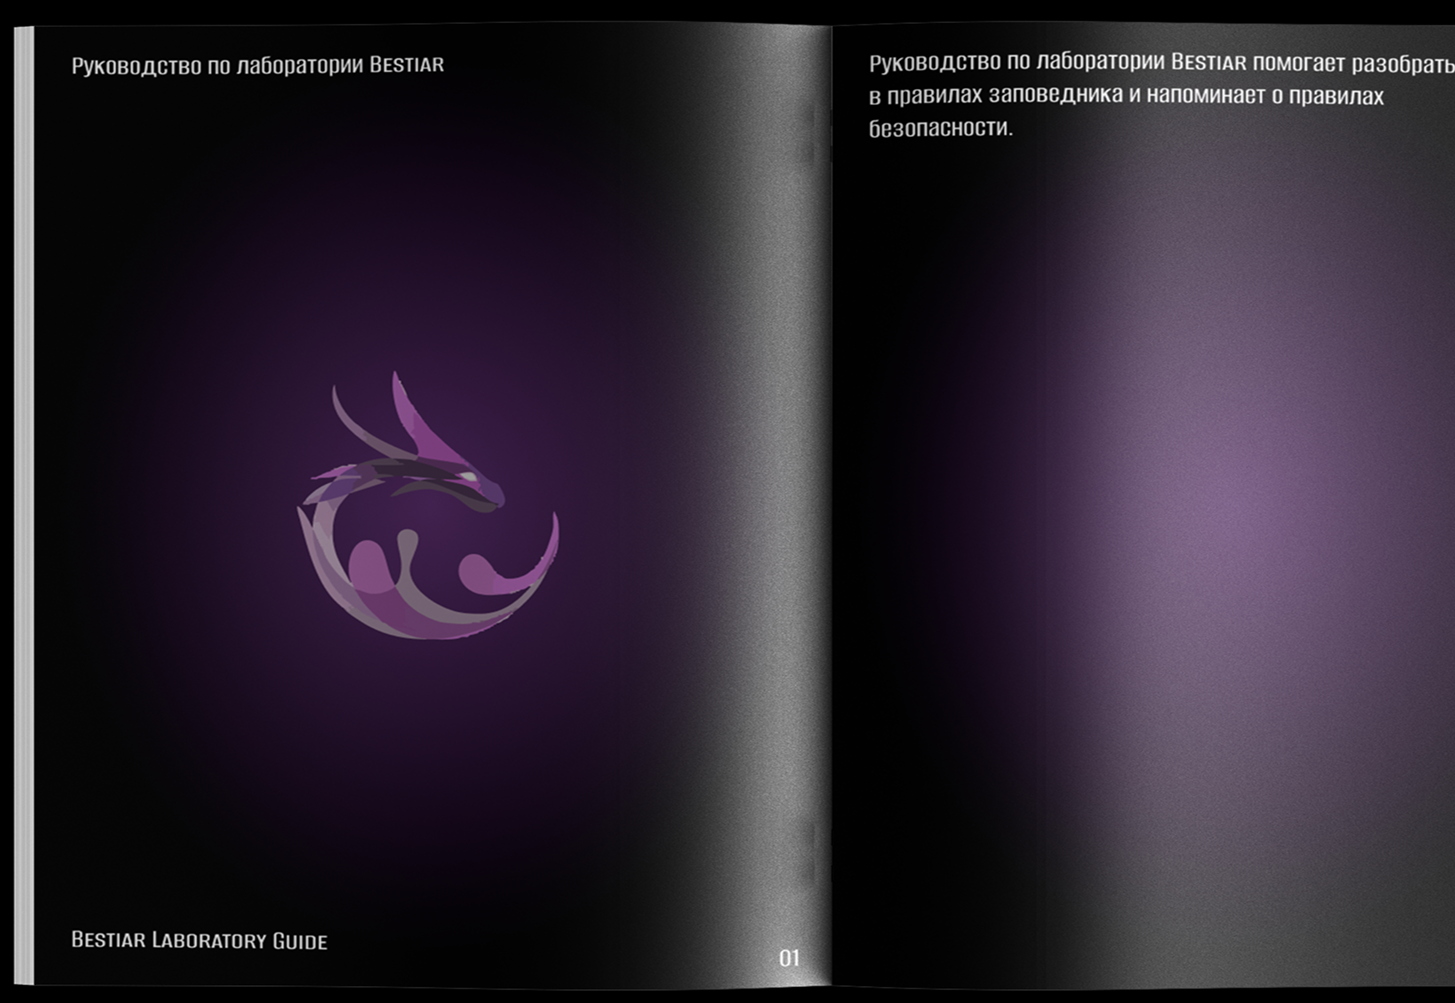 Руководство по лаборатории Bestiar
Bestiar Laboratory Guide
01
Руководство по лаборатории Bestiar помогает разобрать
в правилах заповедника и напоминает о правилах
безопасности.